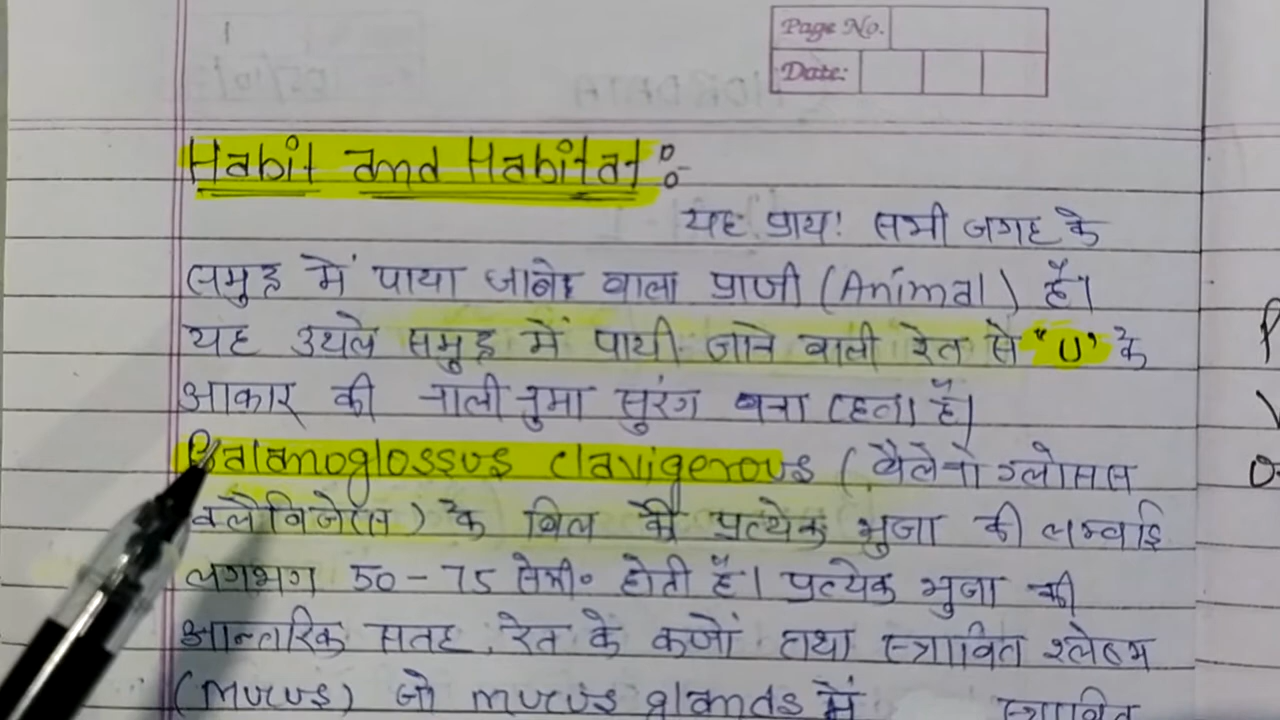 Page No.
Date:
Habit and Habitat :-
यह प्रायः सभी जगह के
समुद्र में पाया जाने वाला प्राणी (Animal) है।
यह उथले समुद्र में पायी जाने वाली रेत से "U" के
आकार की नाली नुमा सुरंग बना रहता है।
Balanoglossus clavigerous (बैलेनोग्लोसस
क्लैविजेरस) के बिल की प्रत्येक भुजा की लम्बाई
लगभग 50-75 सेमी० होती है। प्रत्येक भुजा की
आन्तरिक सतह, रेत के कणों तथा स्त्रावित श्लेष्म
(mucus) जो mucus glands में स्त्रावित